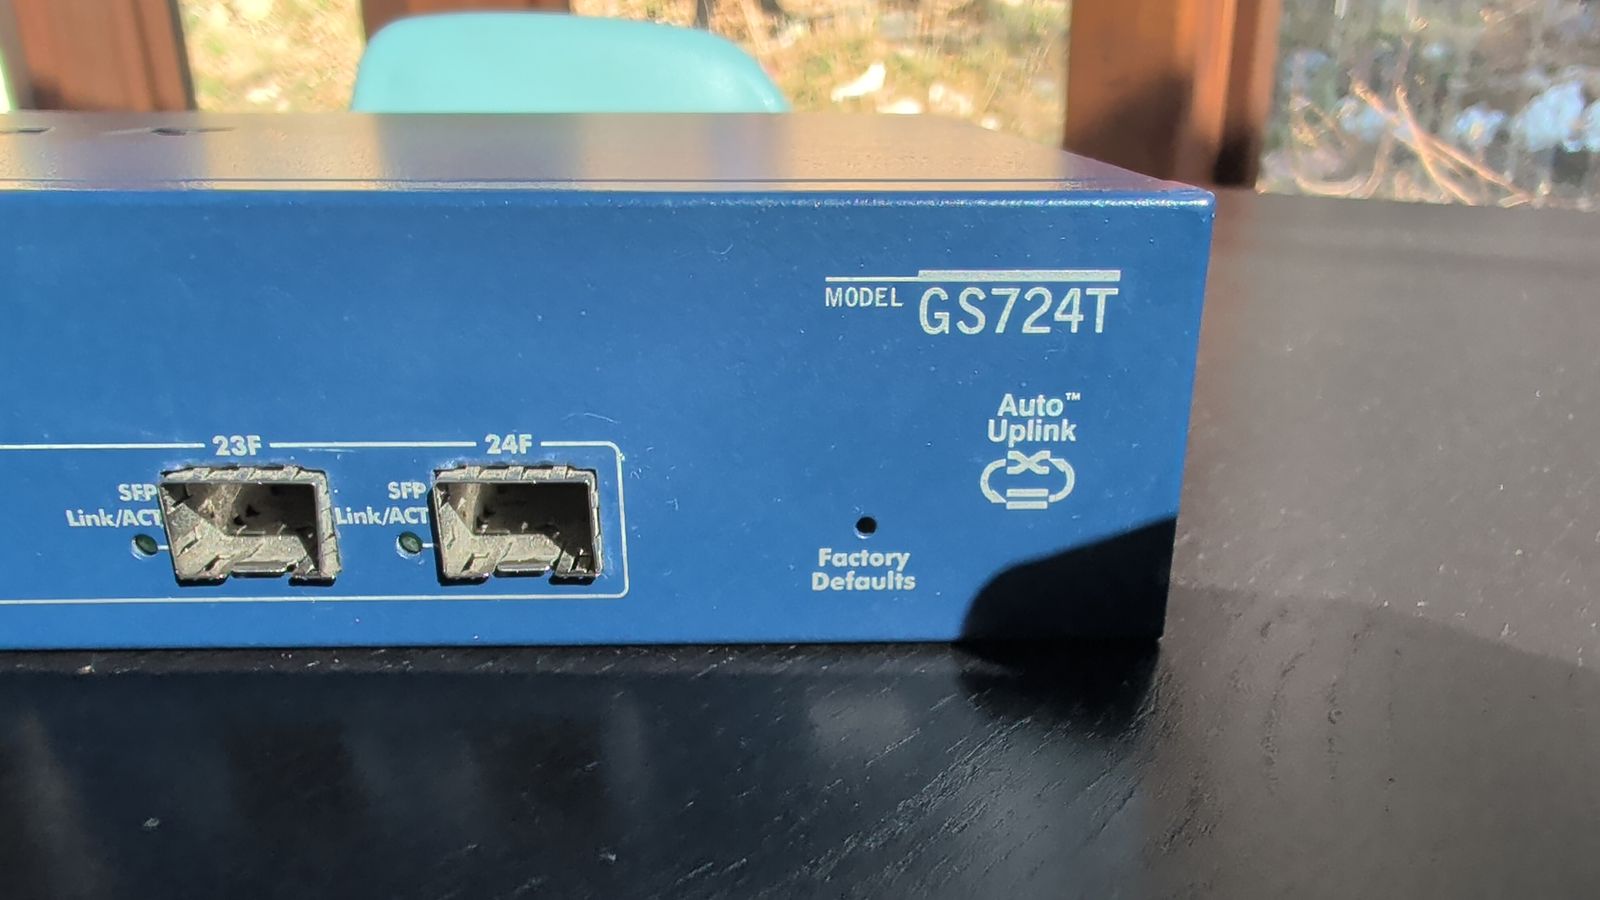 MODEL GS724T
Auto™
Uplink
23F
24F
SFP
Link/ACT
SFP
Link/ACT
Factory
Defaults